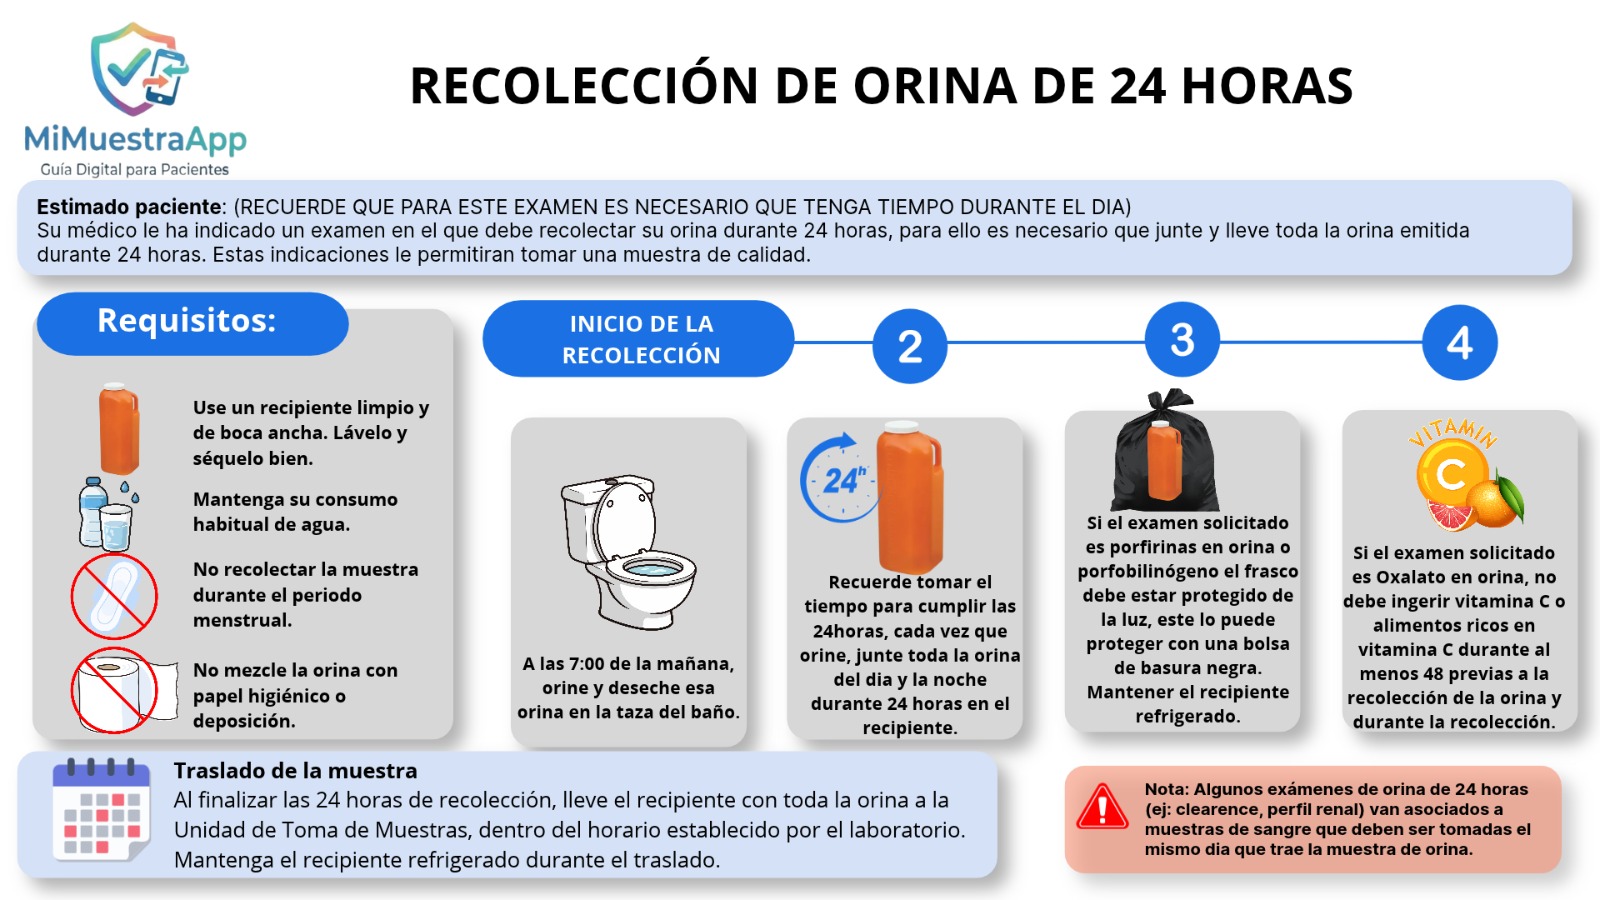 MiMuestraApp
Guía Digital para Pacientes
RECOLECCIÓN DE ORINA DE 24 HORAS
Estimado paciente: (RECUERDE QUE PARA ESTE EXAMEN ES NECESARIO QUE TENGA TIEMPO DURANTE EL DIA)
Su médico le ha indicado un examen en el que debe recolectar su orina durante 24 horas, para ello es necesario que junte y lleve toda la orina emitida
durante 24 horas. Estas indicaciones le permitiran tomar una muestra de calidad.
Requisitos:
Use un recipiente limpio y
de boca ancha. Lávelo y
séquelo bien.
Mantenga su consumo
habitual de agua.
No recolectar la muestra
durante el periodo
menstrual.
No mezcle la orina con
papel higiénico o
deposición.
INICIO DE LA
RECOLECCIÓN
A las 7:00 de la mañana,
orine y deseche esa
orina en la taza del baño.
2
24h
Recuerde tomar el
tiempo para cumplir las
24horas, cada vez que
orine, junte toda la orina
del dia y la noche
durante 24 horas en el
recipiente.
3
Si el examen solicitado
es porfirinas en orina o
porfobilinógeno el frasco
debe estar protegido de
la luz, este lo puede
proteger con una bolsa
de basura negra.
Mantener el recipiente
refrigerado.
4
VITAMIN
C
Si el examen solicitado
es Oxalato en orina, no
debe ingerir vitamina C o
alimentos ricos en
vitamina C durante al
menos 48 previas a la
recolección de la orina y
durante la recolección.
Traslado de la muestra
Al finalizar las 24 horas de recolección, lleve el recipiente con toda la orina a la
Unidad de Toma de Muestras, dentro del horario establecido por el laboratorio.
Mantenga el recipiente refrigerado durante el traslado.
Nota: Algunos exámenes de orina de 24 horas
(ej: clearence, perfil renal) van asociados a
muestras de sangre que deben ser tomadas el
mismo dia que trae la muestra de orina.